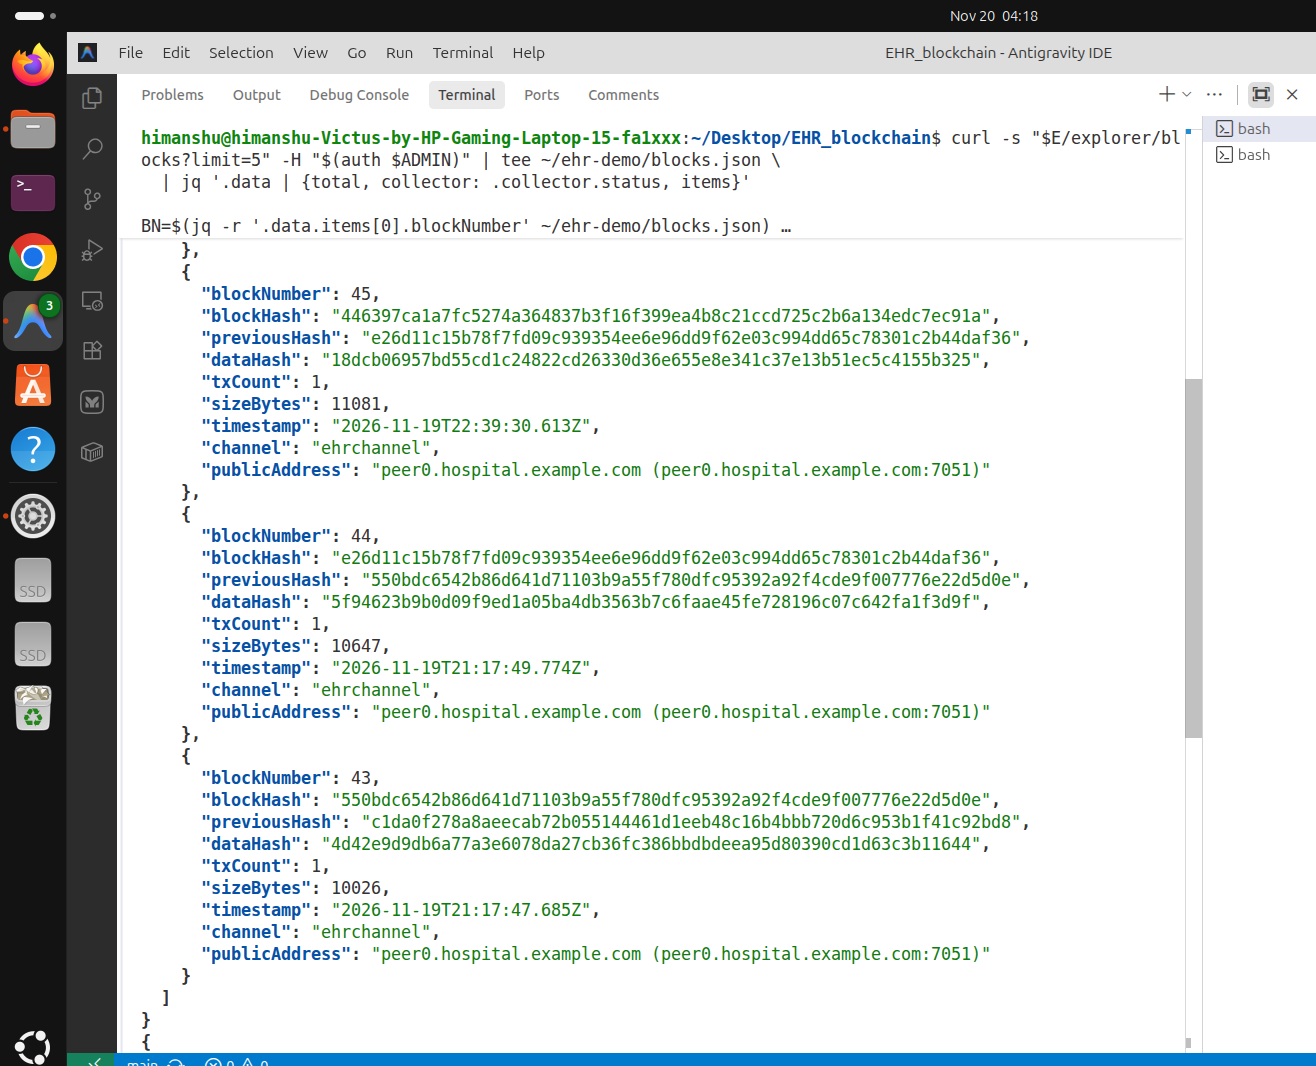 Nov 20 04:18
File Edit Selection View Go Run Terminal Help
EHR_blockchain - Antigravity IDE
Problems Output Debug Console Terminal Ports Comments
himanshu@himanshu-Victus-by-HP-Gaming-Laptop-15-fa1xxx:~/Desktop/EHR_blockchain$ curl -s "$E/explorer/bl
ocks?limit=5" -H "$(auth $ADMIN)" | tee ~/ehr-demo/blocks.json \
| jq '.data | {total, collector: .collector.status, items}'
BN=$(jq -r '.data.items[0].blockNumber' ~/ehr-demo/blocks.json) …
},
{
"blockNumber": 45,
"blockHash": "446397ca1a7fc5274a364837b3f16f399ea4b8c21ccd725c2b6a134edc7ec91a",
"previousHash": "e26d11c15b78f7fd09c939354ee6e96dd9f62e03c994dd65c78301c2b44daf36",
"dataHash": "18dcb06957bd55cd1c24822cd26330d36e655e8e341c37e13b51ec5c4155b325",
"txCount": 1,
"sizeBytes": 11081,
"timestamp": "2026-11-19T22:39:30.613Z",
"channel": "ehrchannel",
"publicAddress": "peer0.hospital.example.com (peer0.hospital.example.com:7051)"
},
{
"blockNumber": 44,
"blockHash": "e26d11c15b78f7fd09c939354ee6e96dd9f62e03c994dd65c78301c2b44daf36",
"previousHash": "550bdc6542b86d641d71103b9a55f780dfc95392a92f4cde9f007776e22d5d0e",
"dataHash": "5f94623b9b0d09f9ed1a05ba4db3563b7c6faae45fe728196c07c642fa1f3d9f",
"txCount": 1,
"sizeBytes": 10647,
"timestamp": "2026-11-19T21:17:49.774Z",
"channel": "ehrchannel",
"publicAddress": "peer0.hospital.example.com (peer0.hospital.example.com:7051)"
},
{
"blockNumber": 43,
"blockHash": "550bdc6542b86d641d71103b9a55f780dfc95392a92f4cde9f007776e22d5d0e",
"previousHash": "c1da0f278a8aeecab72b055144461d1eeb48c16b4bbb720d6c953b1f41c92bd8",
"dataHash": "4d42e9d9db6a77a3e6078da27cb36fc386bbdbdeea95d80390cd1d63c3b11644",
"txCount": 1,
"sizeBytes": 10026,
"timestamp": "2026-11-19T21:17:47.685Z",
"channel": "ehrchannel",
"publicAddress": "peer0.hospital.example.com (peer0.hospital.example.com:7051)"
}
]
}
{
bash
bash
3
SSD
SSD
main 0 0